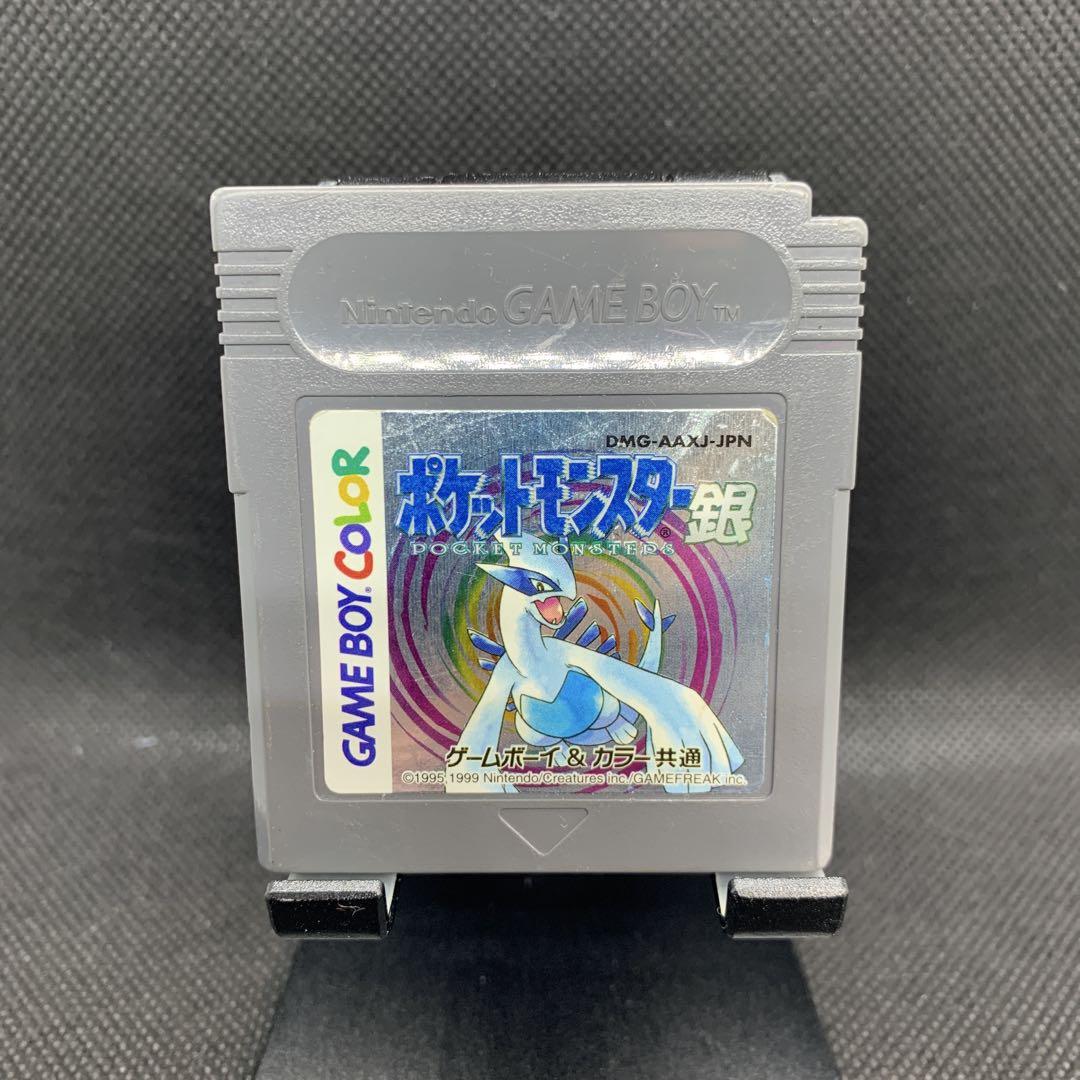 Nintendo GAME BOY™
DMG-AAXJ-JPN
ポケットモンスター銀
®
POCKET MONSTERS
GAME BOY® COLOR
ゲームボーイ & カラー共通
©1995,1999 Nintendo/Creatures inc./GAMEFREAK inc.